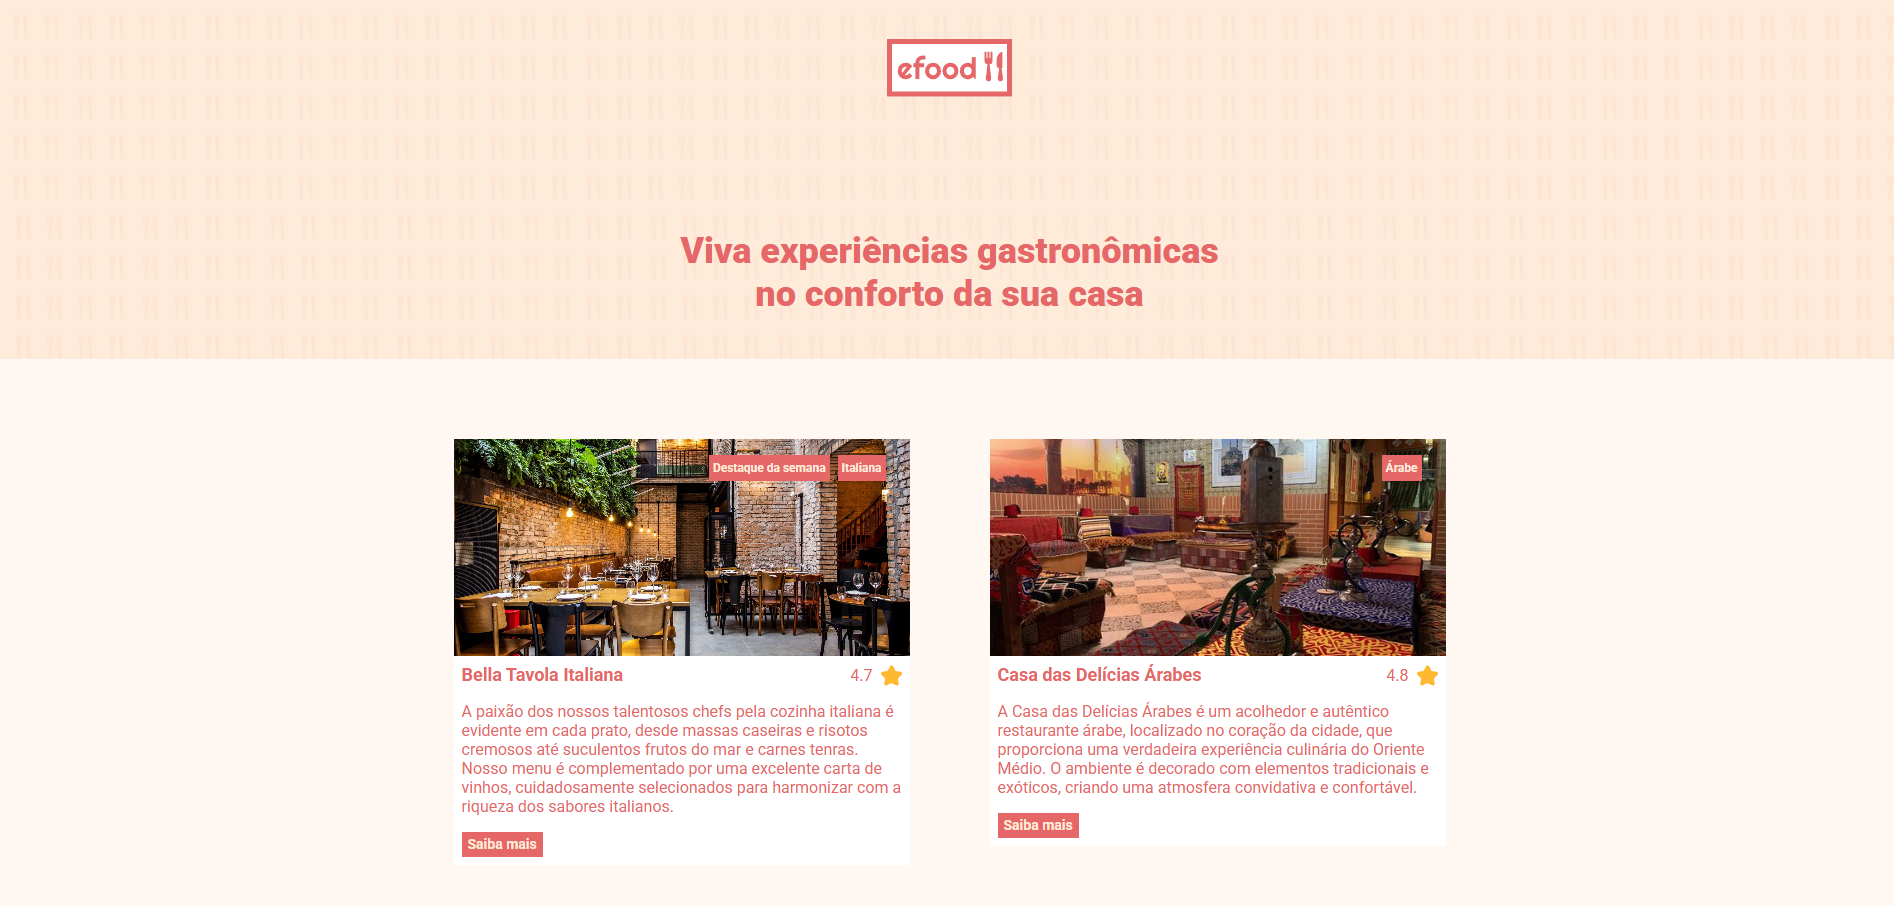 efood
Viva experiências gastronômicas
no conforto da sua casa
Destaque da semana
Italiana
Bella Tavola Italiana
4.7
A paixão dos nossos talentosos chefs pela cozinha italiana é
evidente em cada prato, desde massas caseiras e risotos
cremosos até suculentos frutos do mar e carnes tenras.
Nosso menu é complementado por uma excelente carta de
vinhos, cuidadosamente selecionados para harmonizar com a
riqueza dos sabores italianos.
Saiba mais
Árabe
Casa das Delícias Árabes
4.8
A Casa das Delícias Árabes é um acolhedor e autêntico
restaurante árabe, localizado no coração da cidade, que
proporciona uma verdadeira experiência culinária do Oriente
Médio. O ambiente é decorado com elementos tradicionais e
exóticos, criando uma atmosfera convidativa e confortável.
Saiba mais